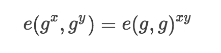 e(g^x, g^y) = e(g, g)^{xy}